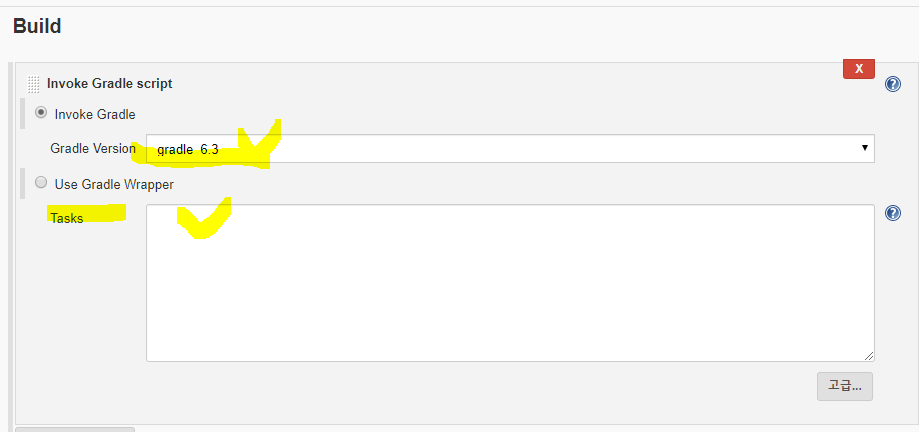 Build
Invoke Gradle script
X
Invoke Gradle
Gradle Version
gradle 6.3
Use Gradle Wrapper
Tasks
고급...